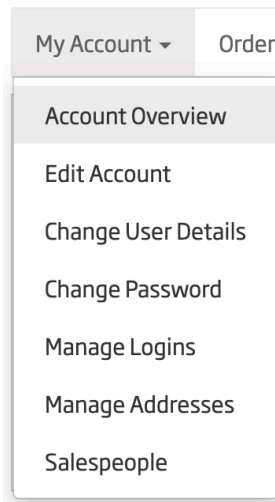 My Account Order
Account Overview
Edit Account
Change User Details
Change Password
Manage Logins
Manage Addresses
Salespeople